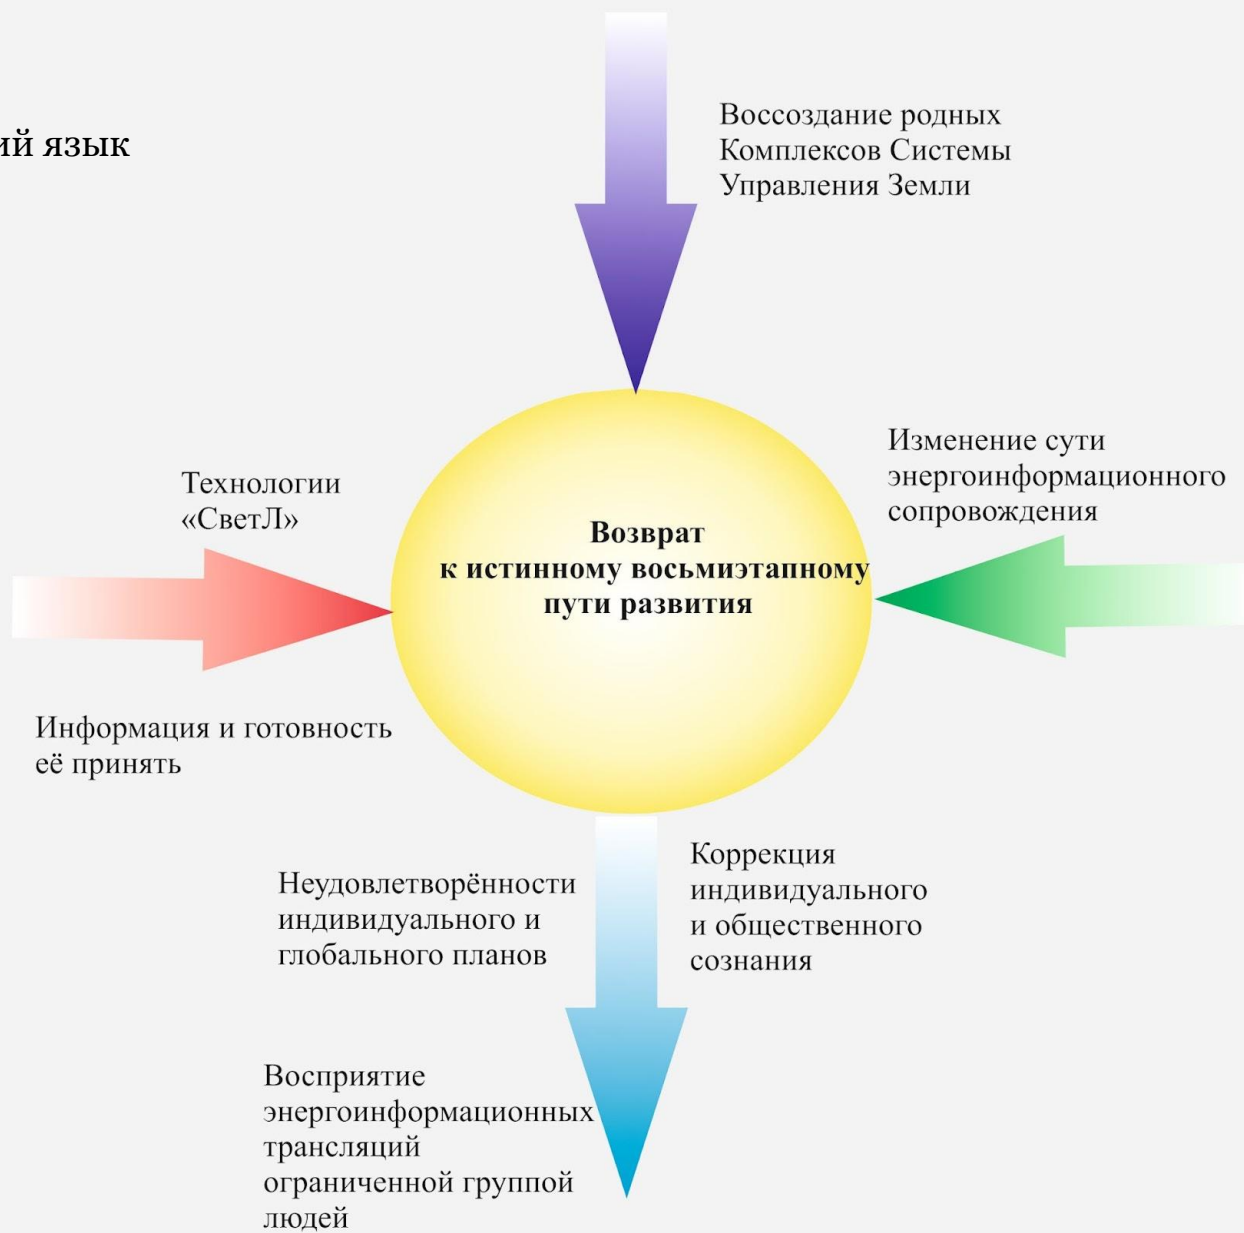 ий язык
Воссоздание родных
Комплексов Системы
Управления Земли
Технологии
«СветЛ»
Изменение сути
энергоинформационного
сопровождения
Возврат
к истинному восьмиэтапному
пути развития
Информация и готовность
её принять
Неудовлетворённости
индивидуального и
глобального планов
Коррекция
индивидуального
и общественного
сознания
Восприятие
энергоинформационных
трансляций
ограниченной группой
людей